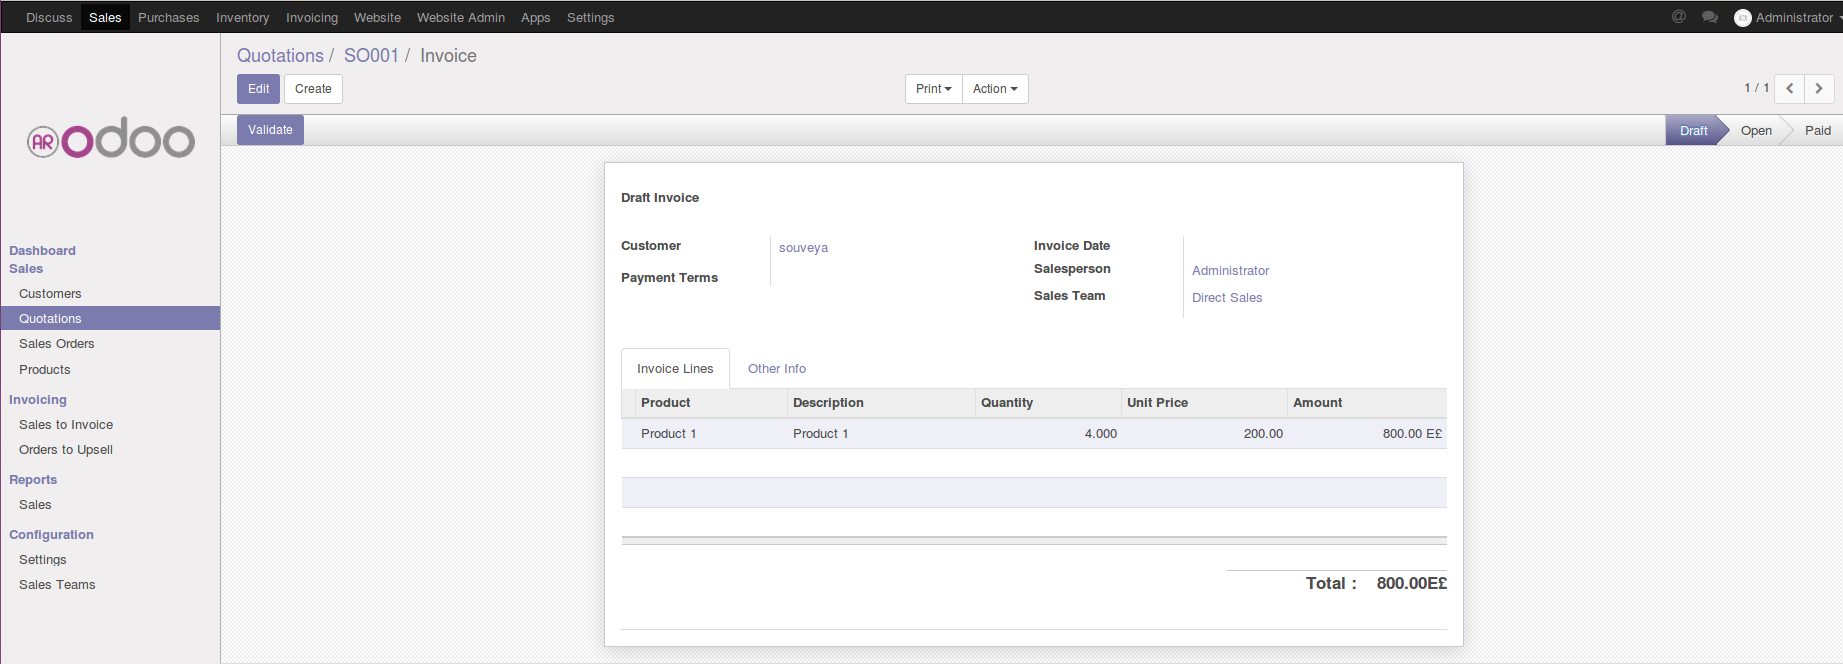 Discuss Sales Purchases Inventory Invoicing Website Website Admin Apps Settings @ Administrator
Quotations / SO001 / Invoice
Edit Create Print Action 1 / 1
Validate Draft Open Paid
AR odoo
Dashboard
Sales
Customers
Quotations
Sales Orders
Products
Invoicing
Sales to Invoice
Orders to Upsell
Reports
Sales
Configuration
Settings
Sales Teams
Draft Invoice
Customer souveya
Payment Terms
Invoice Date
Salesperson Administrator
Sales Team Direct Sales
Invoice Lines Other Info
Product Description Quantity Unit Price Amount
Product 1 Product 1 4.000 200.00 800.00 E£
Total : 800.00E£